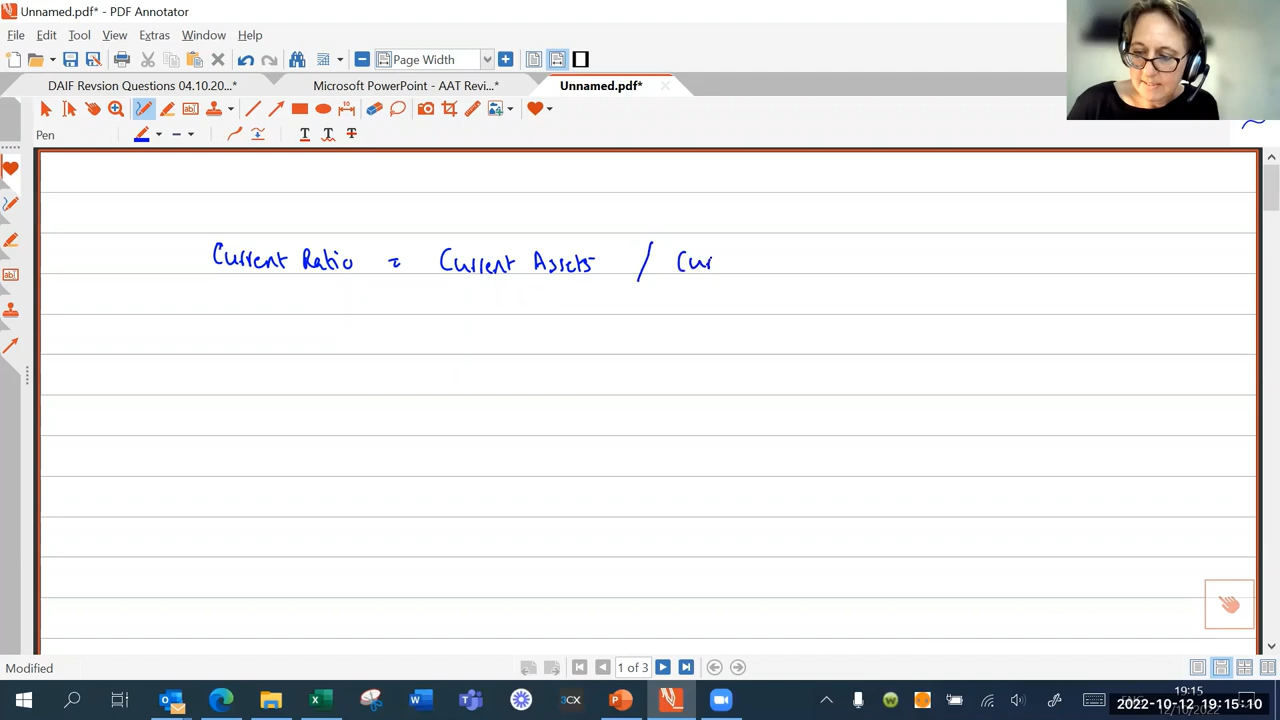 Unnamed.pdf* - PDF Annotator
File Edit Tool View Extras Window Help
Page Width
DAIF Revsion Questions 04.10.20...* Microsoft PowerPoint - AAT Revi...* Unnamed.pdf*
Pen
Current Ratio = Current Assets / Cur
1 of 3
Modified
19:15
2022-10-12 19:15:10